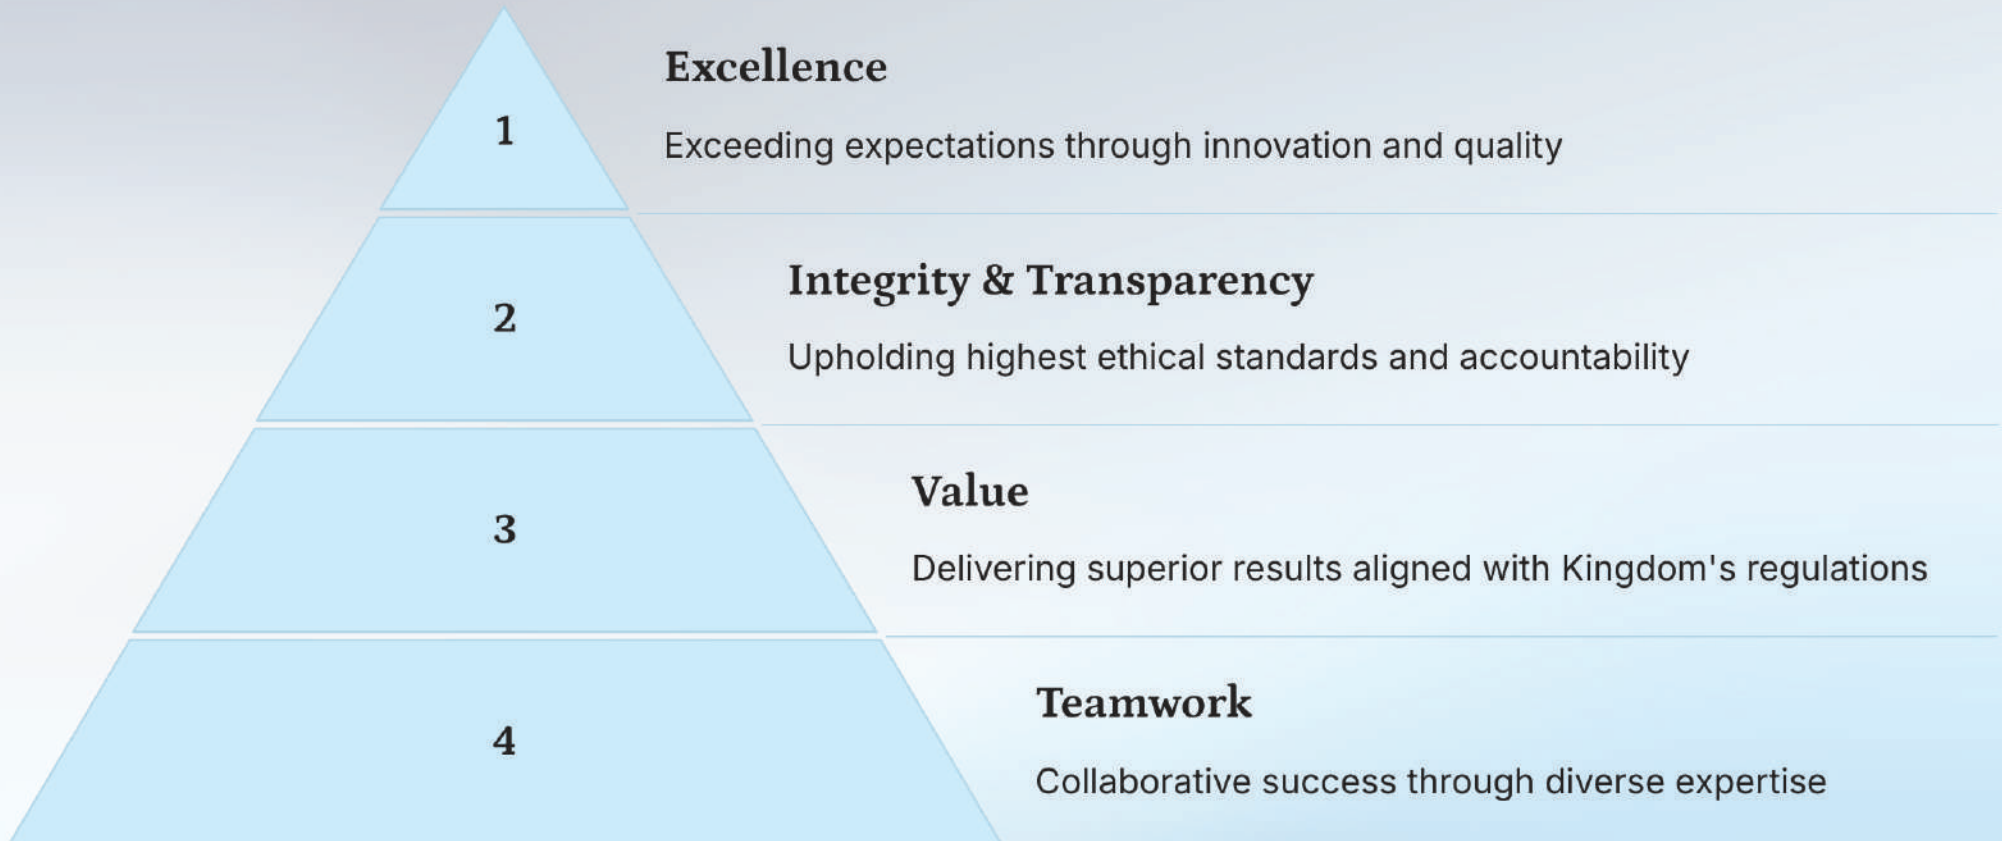 1
Excellence
Exceeding expectations through innovation and quality
2
Integrity & Transparency
Upholding highest ethical standards and accountability
3
Value
Delivering superior results aligned with Kingdom's regulations
4
Teamwork
Collaborative success through diverse expertise